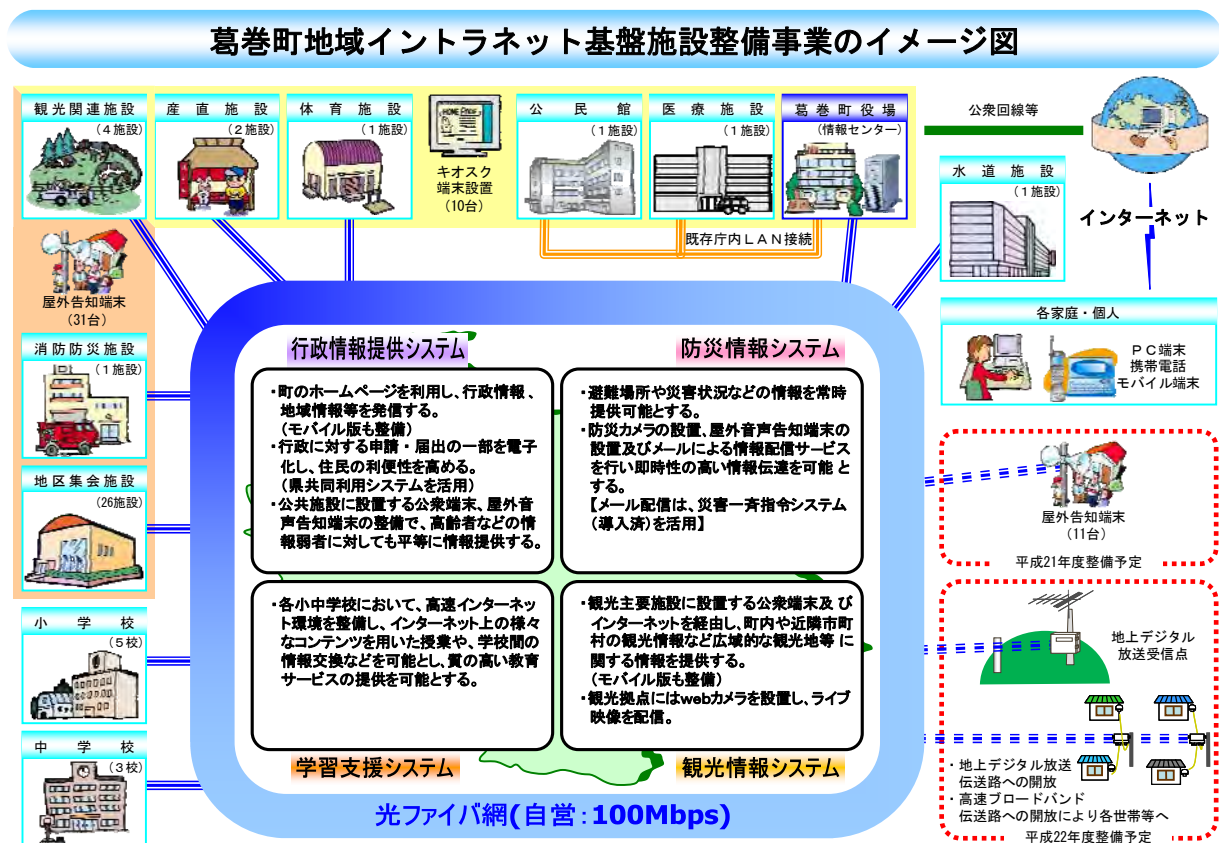 葛巻町地域イントラネット基盤施設整備事業のイメージ図
観光関連施設
(4施設)
産直施設
(2施設)
体育施設
(1施設)
HOME PAGE
キオスク
端末設置
(10台)
公民館
(1施設)
医療施設
(1施設)
葛巻町役場
(情報センター)
公衆回線等
インターネット
水道施設
(1施設)
既存庁内LAN接続
屋外告知端末
(31台)
消防防災施設
(1施設)
地区集会施設
(26施設)
小学校
(5校)
中学校
(3校)
各家庭・個人
PC端末
携帯電話
モバイル端末
行政情報提供システム
・町のホームページを利用し、行政情報、
地域情報等を発信する。
(モバイル版も整備)
・行政に対する申請・届出の一部を電子
化し、住民の利便性を高める。
(県共同利用システムを活用)
・公共施設に設置する公衆端末、屋外音
声告知端末の整備で、高齢者などの情
報弱者に対しても平等に情報提供する。
防災情報システム
・避難場所や災害状況などの情報を常時
提供可能とする。
・防災カメラの設置、屋外音声告知端末の
設置及びメールによる情報配信サービス
を行い即時性の高い情報伝達を可能と
する。
【メール配信は、災害一斉指令システム
(導入済)を活用】
・各小中学校において、高速インターネッ
ト環境を整備し、インターネット上の様々
なコンテンツを用いた授業や、学校間の
情報交換などを可能とし、質の高い教育
サービスの提供を可能とする。
学習支援システム
・観光主要施設に設置する公衆端末及び
インターネットを経由し、町内や近隣市町
村の観光情報など広域的な観光地等に
関する情報を提供する。
(モバイル版も整備)
・観光拠点にはwebカメラを設置し、ライブ
映像を配信。
観光情報システム
光ファイバ網(自営:100Mbps)
屋外告知端末
(11台)
平成21年度整備予定
地上デジタル
放送受信点
・地上デジタル放送
伝送路への開放
・高速ブロードバンド
伝送路への開放により各世帯等へ
平成22年度整備予定